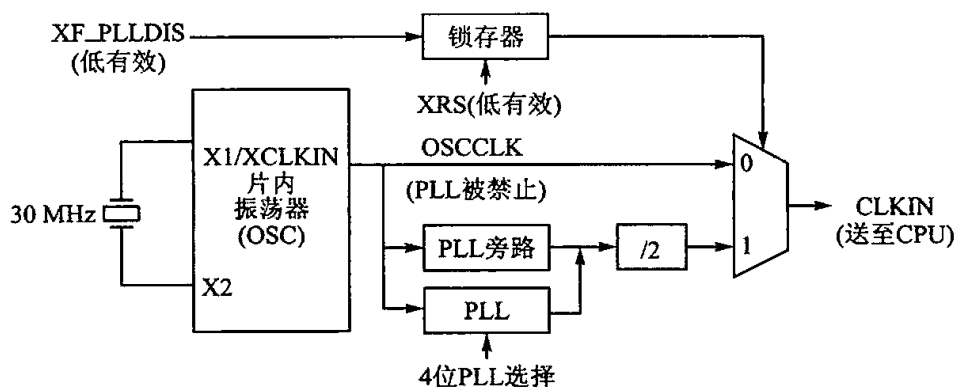 XF_PLLDIS
(低有效)
锁存器
XRS(低有效)
X1/XCLKIN
片内
振荡器
(OSC)
X2
30 MHz
OSCCLK
(PLL被禁止)
PLL旁路
PLL
/2
4位PLL选择
0
1
CLKIN
(送至CPU)